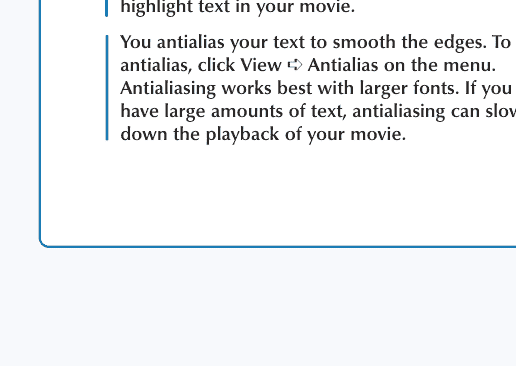 highlight text in your movie.
You antialias your text to smooth the edges. To
antialias, click View ➪ Antialias on the menu.
Antialiasing works best with larger fonts. If you
have large amounts of text, antialiasing can slow
down the playback of your movie.